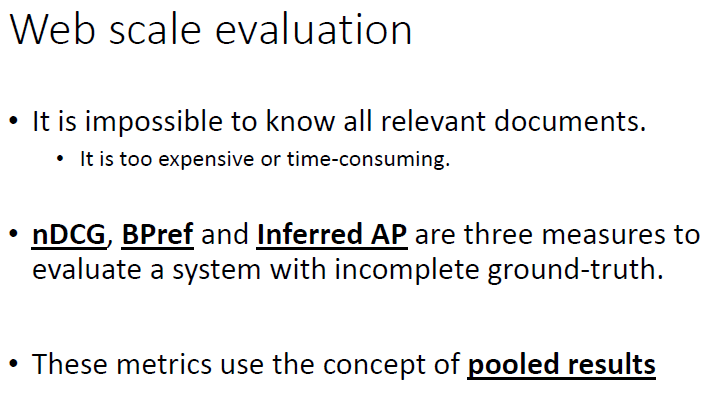 Web scale evaluation
• It is impossible to know all relevant documents.
• It is too expensive or time-consuming.
• nDCG, BPref and Inferred AP are three measures to
evaluate a system with incomplete ground-truth.
• These metrics use the concept of pooled results